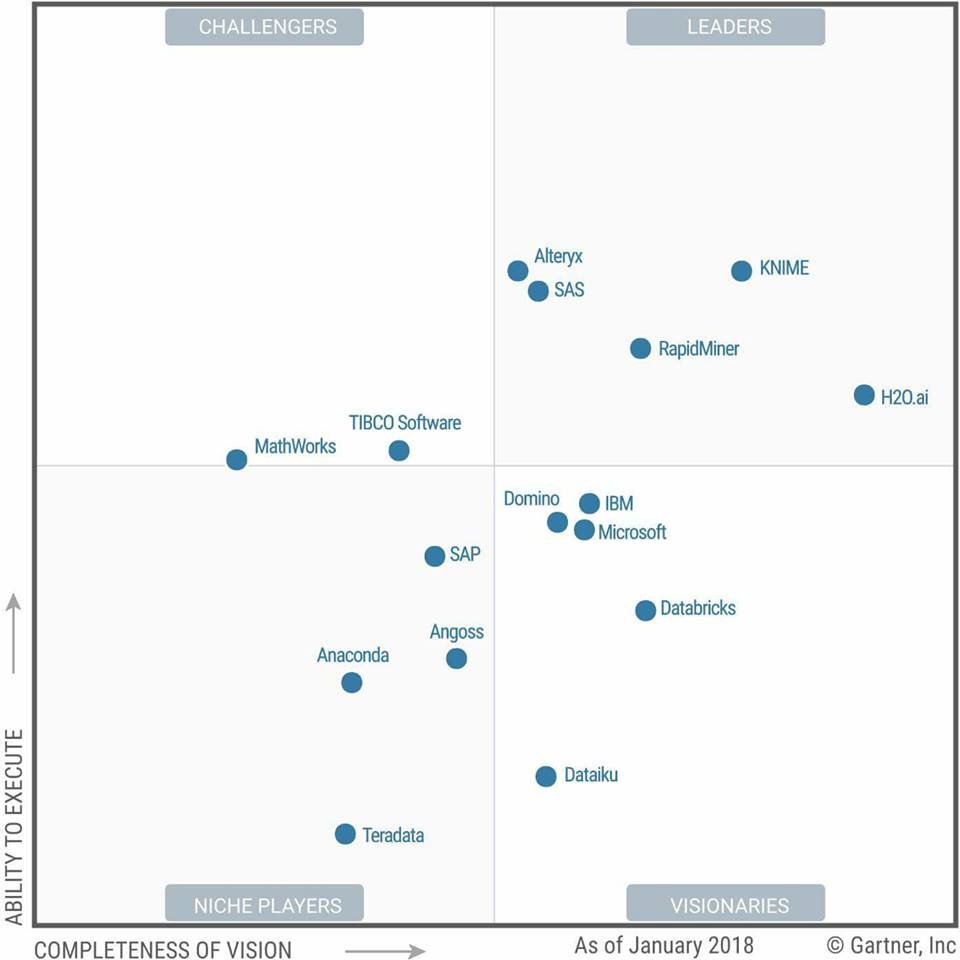 CHALLENGERS
LEADERS
Alteryx
KNIME
SAS
RapidMiner
H2O.ai
TIBCO Software
MathWorks
Domino
IBM
Microsoft
SAP
Databricks
Angoss
Anaconda
Dataiku
Teradata
ABILITY TO EXECUTE
NICHE PLAYERS
VISIONARIES
COMPLETENESS OF VISION
As of January 2018
© Gartner, Inc